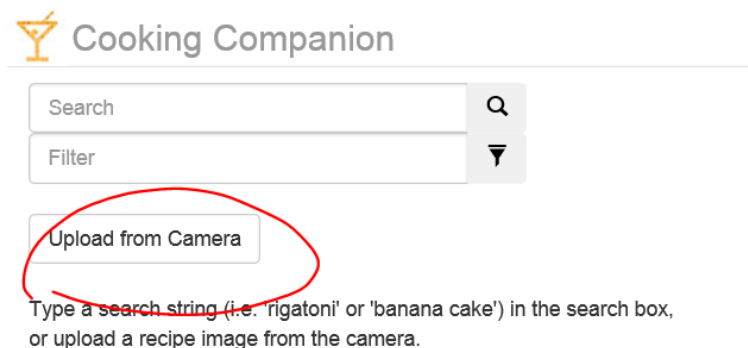 Cooking Companion
Search
Filter
Upload from Camera
Type a search string (i.e. 'rigatoni' or 'banana cake') in the search box,
or upload a recipe image from the camera.